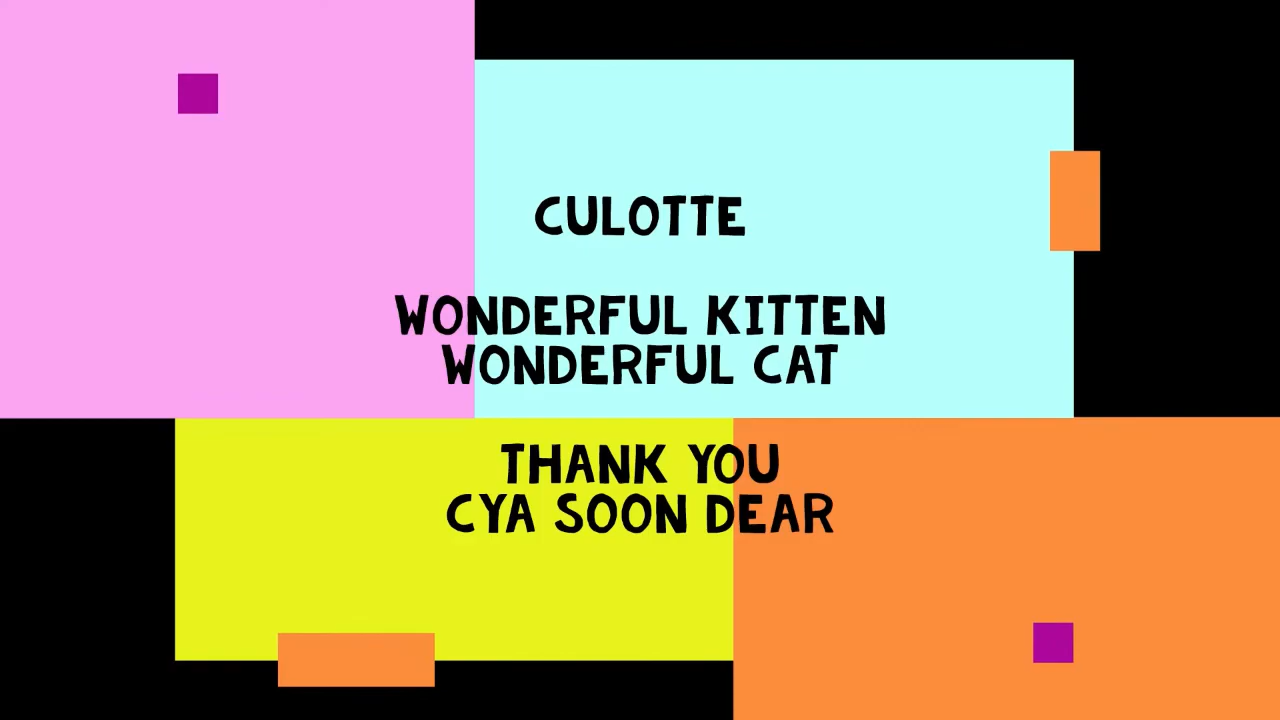 CULOTTE
WONDERFUL KITTEN
WONDERFUL CAT
THANK YOU
CYA SOON DEAR